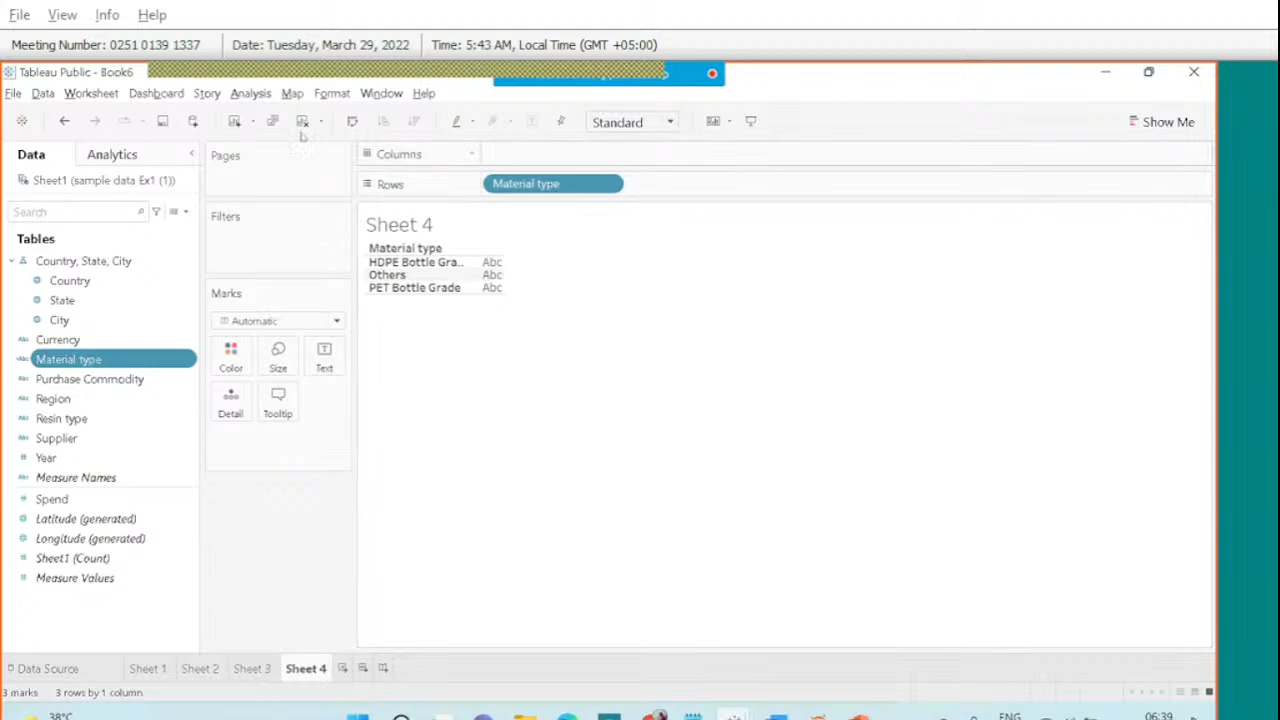 File View Info Help
Meeting Number: 0251 0139 1337 Date: Tuesday, March 29, 2022 Time: 5:43 AM, Local Time (GMT +05:00)
Tableau Public - Book6
File Data Worksheet Dashboard Story Analysis Map Format Window Help
Standard Show Me
Data Analytics Pages Columns
Sheet1 (sample data Ex1 (1)) Rows Material type
Search Filters Sheet 4
Tables Material type
Country, State, City HDPE Bottle Gra.. Abc
Others Abc
Country PET Bottle Grade Abc
State Marks
City Automatic
Currency
Material type Color Size Text
Purchase Commodity
Region
Resin type Detail Tooltip
Supplier
Year
Measure Names
Spend
Latitude (generated)
Longitude (generated)
Sheet1 (Count)
Measure Values
Data Source Sheet 1 Sheet 2 Sheet 3 Sheet 4
3 marks 3 rows by 1 column
38°C ENG 06:39